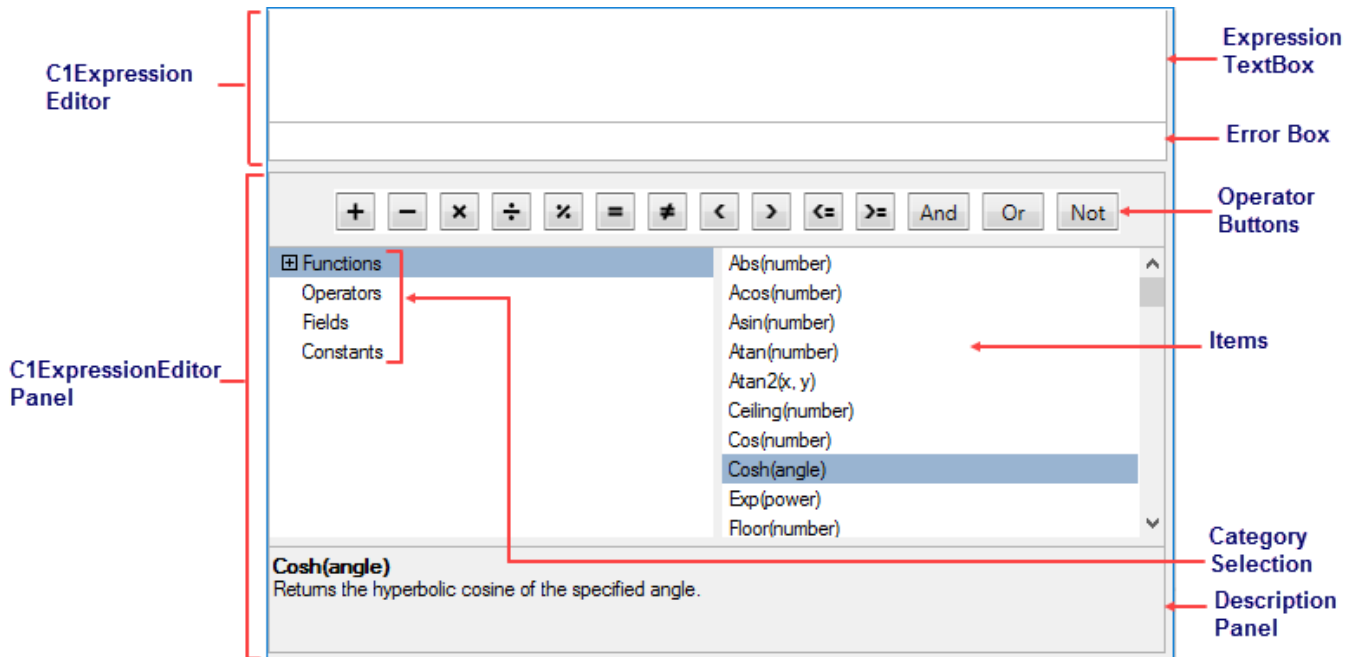 C1Expression
Editor
Expression
TextBox
Error Box
+ − × ÷ % = ≠ < > <= >= And Or Not
Operator
Buttons
Functions
Operators
Fields
Constants
Abs(number)
Acos(number)
Asin(number)
Atan(number)
Atan2(x, y)
Ceiling(number)
Cos(number)
Cosh(angle)
Exp(power)
Floor(number)
Items
C1ExpressionEditor
Panel
Category
Selection
Cosh(angle)
Returns the hyperbolic cosine of the specified angle.
Description
Panel